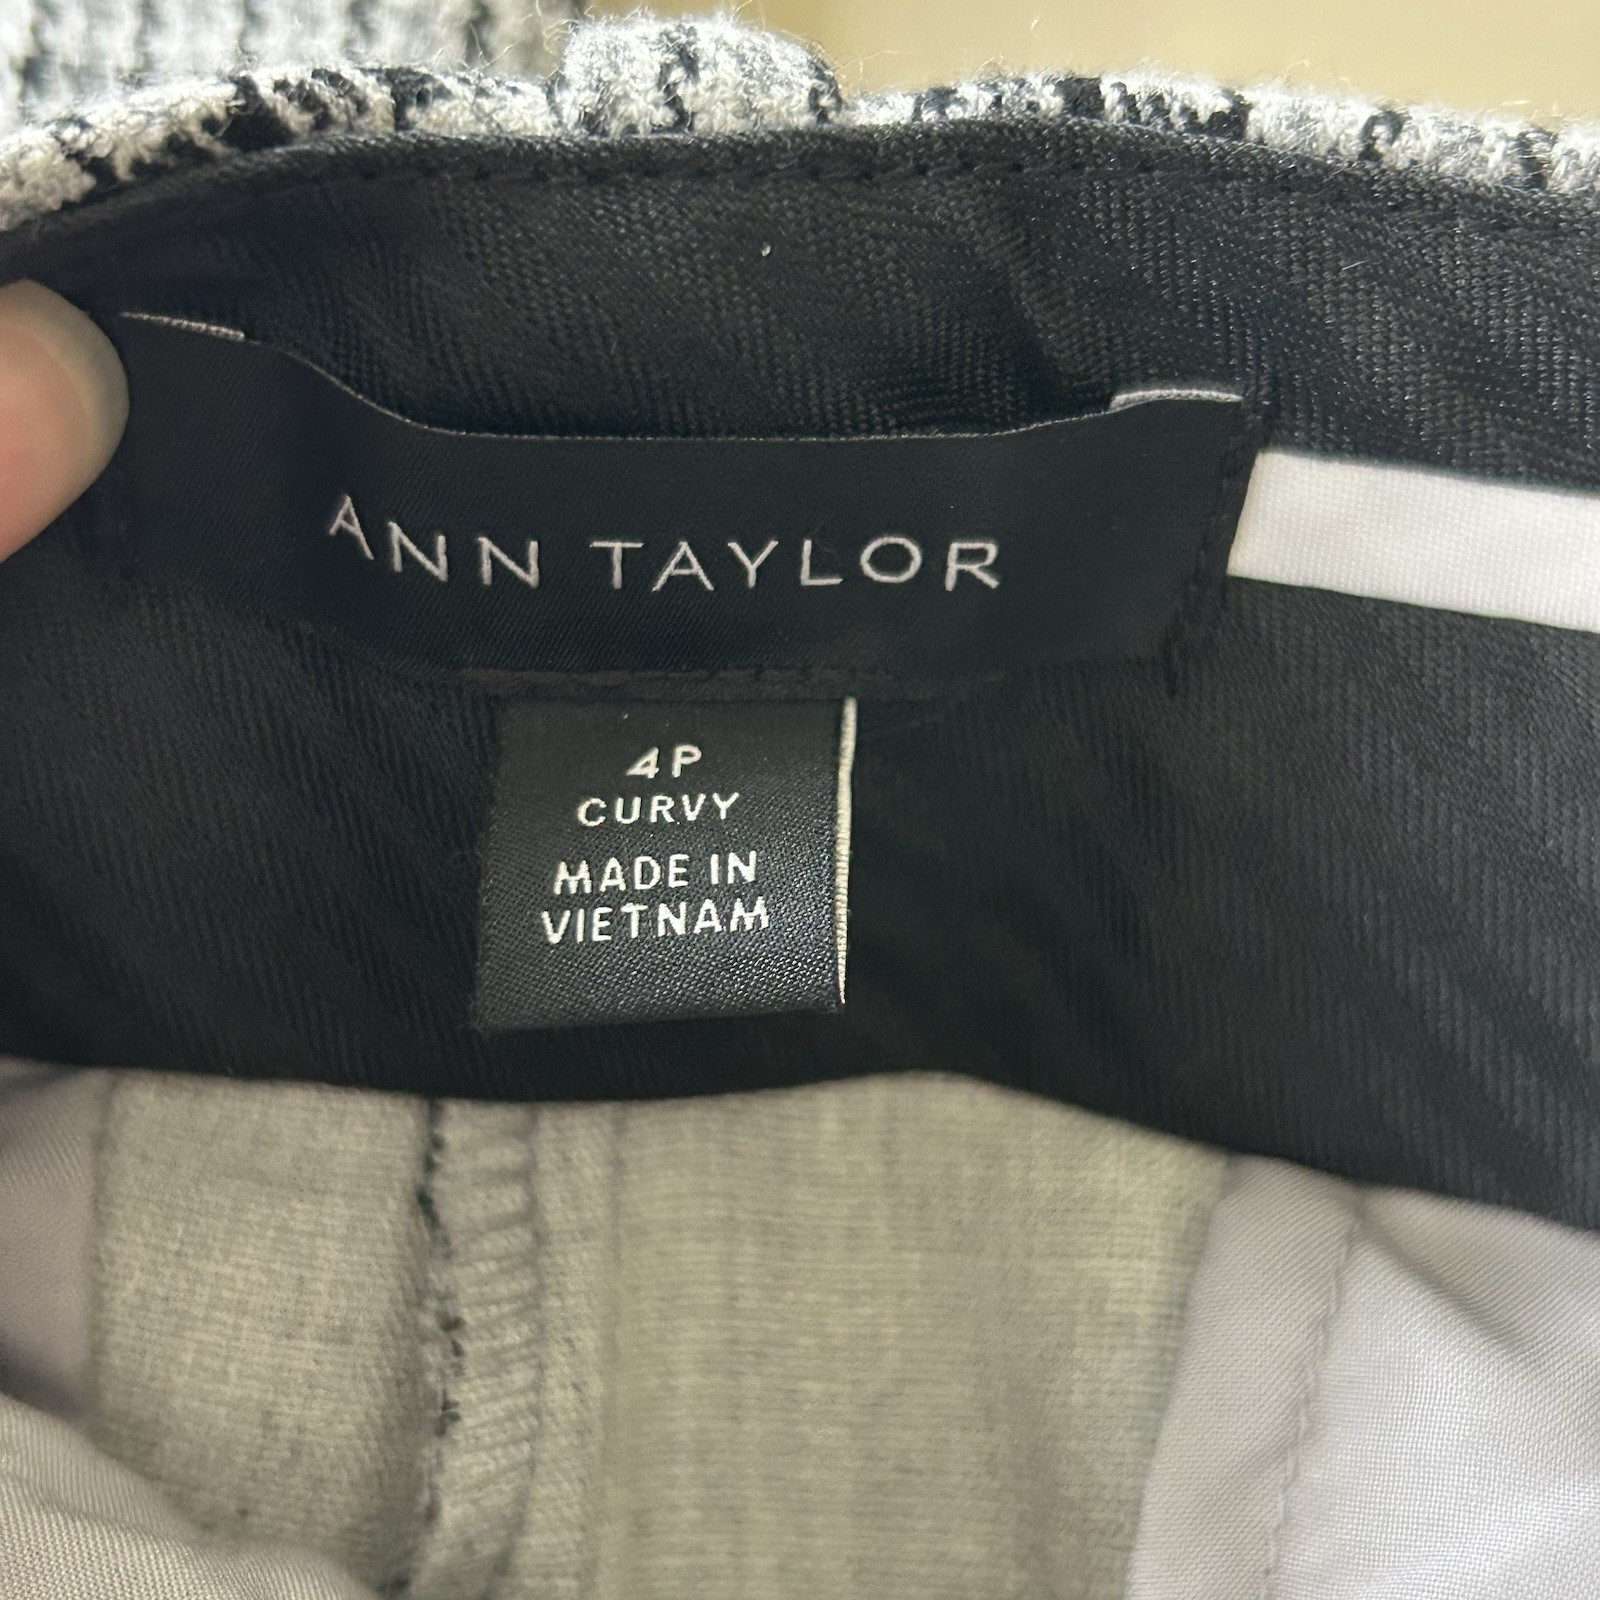 ANN TAYLOR
4P
CURVY
MADE IN
VIETNAM